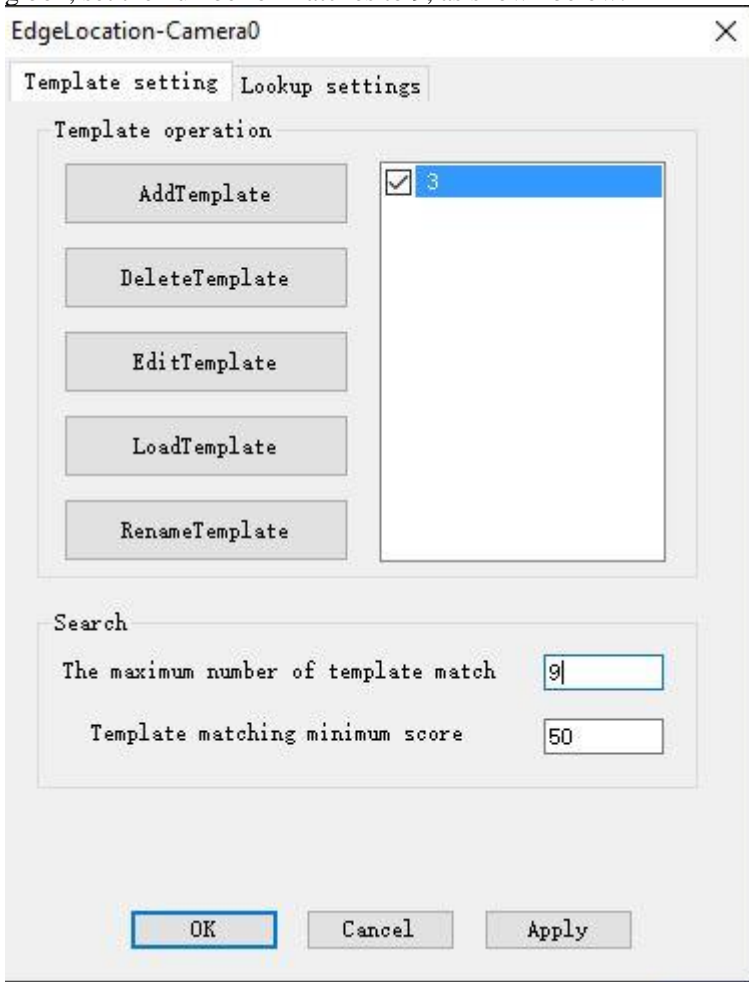 EdgeLocation-Camera0
Template setting
Lookup settings
Template operation
AddTemplate
3
DeleteTemplate
EditTemplate
LoadTemplate
RenameTemplate
Search
The maximum number of template match 9
Template matching minimum score 50
OK Cancel Apply